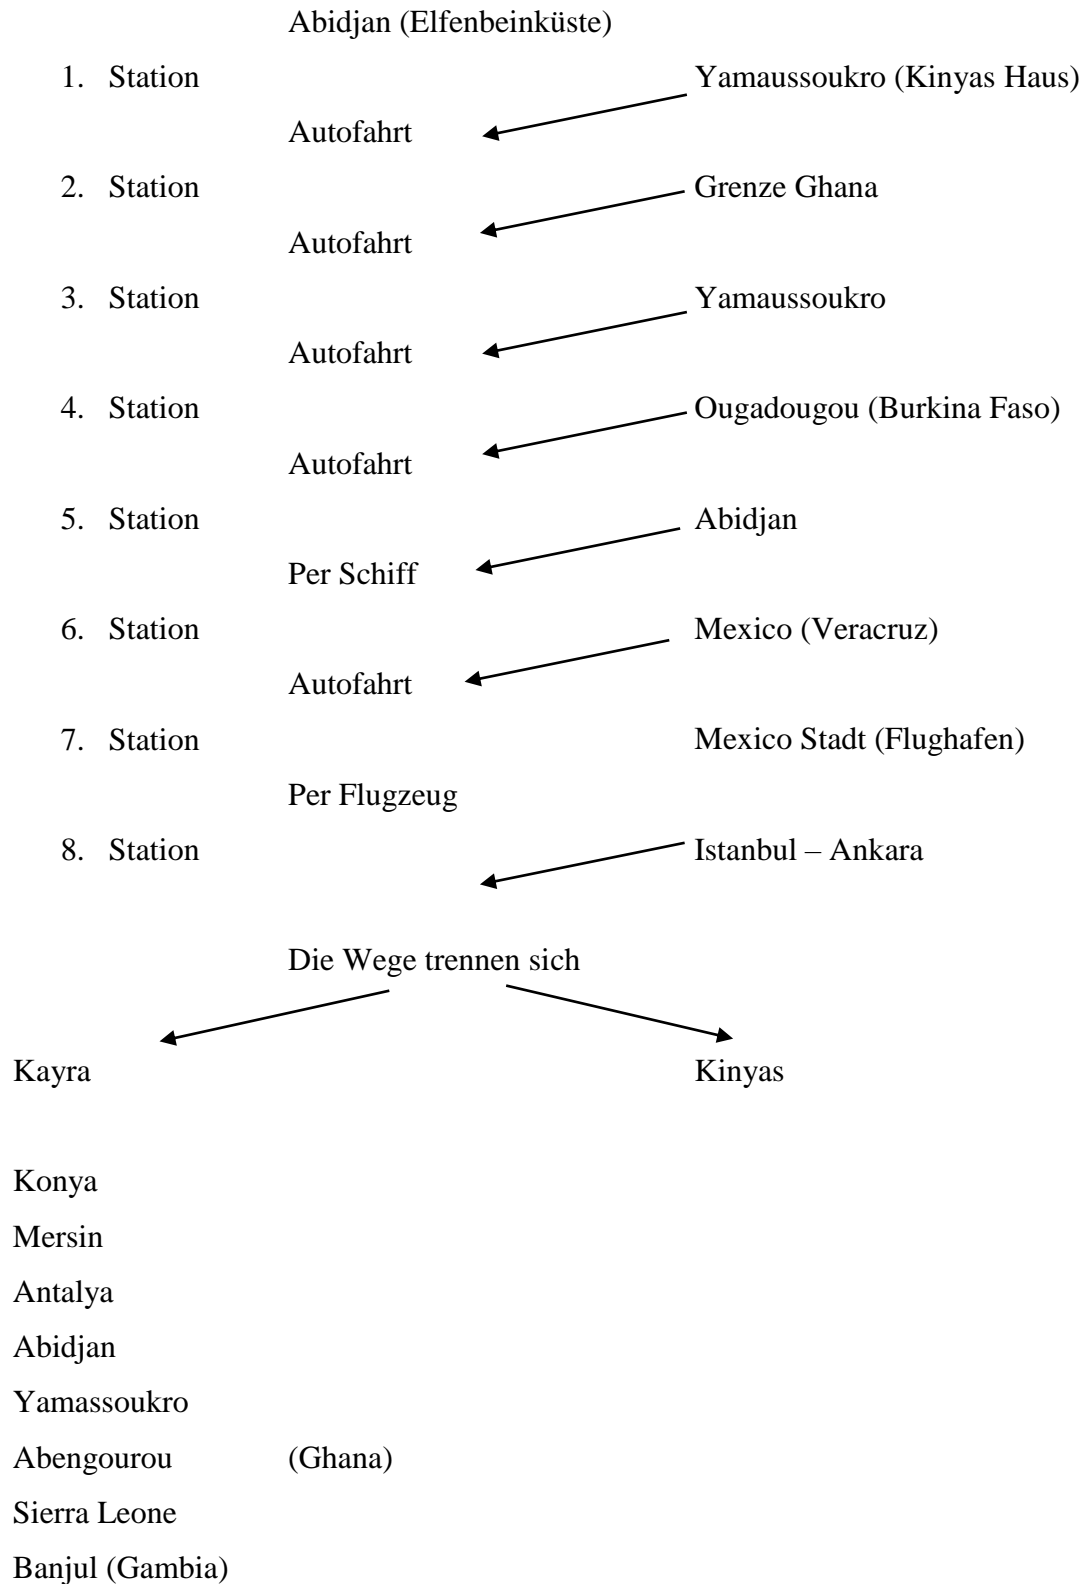 Abidjan (Elfenbeinküste)
1. Station Yamaussoukro (Kinyas Haus)
Autofahrt
2. Station Grenze Ghana
Autofahrt
3. Station Yamaussoukro
Autofahrt
4. Station Ougadougou (Burkina Faso)
Autofahrt
5. Station Abidjan
Per Schiff
6. Station Mexico (Veracruz)
Autofahrt
7. Station Mexico Stadt (Flughafen)
Per Flugzeug
8. Station Istanbul – Ankara
Die Wege trennen sich
Kayra Kinyas
Konya
Mersin
Antalya
Abidjan
Yamassoukro
Abengourou (Ghana)
Sierra Leone
Banjul (Gambia)